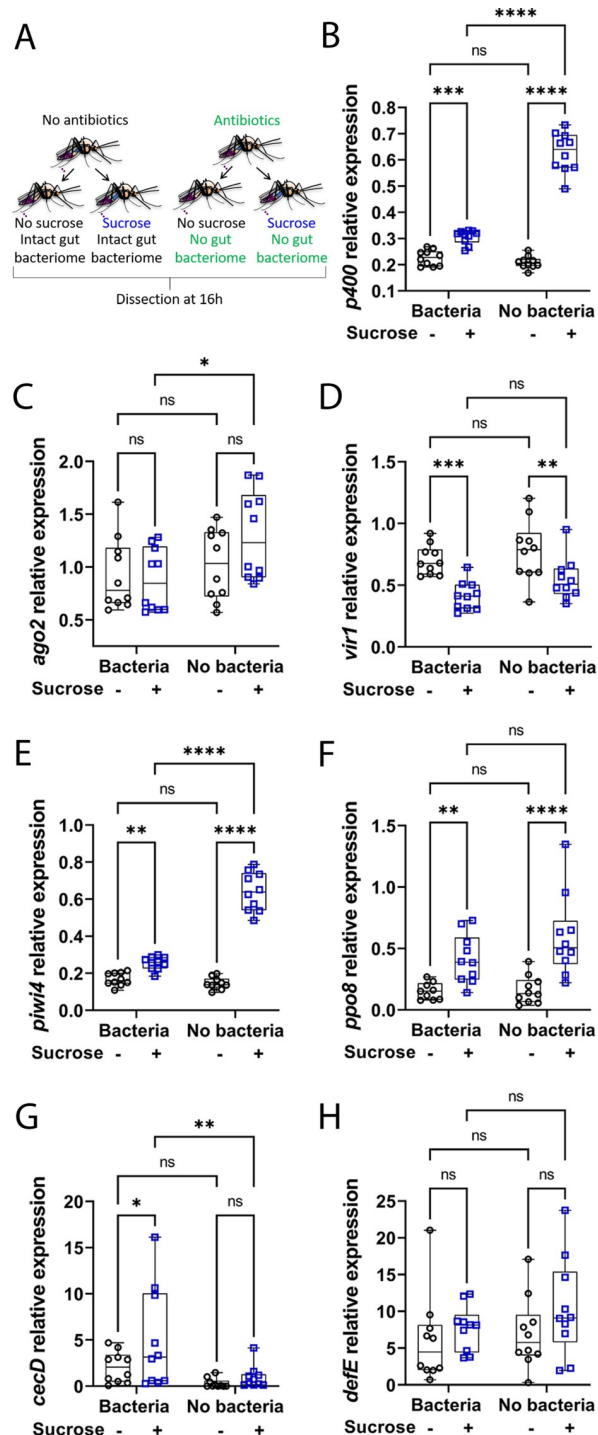 A
No antibiotics
Antibiotics
No sucrose Sucrose No sucrose Sucrose
Intact gut Intact gut No gut No gut
bacteriome bacteriome bacteriome bacteriome
Dissection at 16h
B
****
ns
*** ****
0.8
0.7
0.6
0.5
0.4
0.3
0.2
0.1
p400 relative expression
Bacteria No bacteria
Sucrose - + - +
C
*
ns
ns ns
2.0
1.5
1.0
0.5
ago2 relative expression
Bacteria No bacteria
Sucrose - + - +
D
ns
ns
*** **
1.5
1.0
0.5
0.0
vir1 relative expression
Bacteria No bacteria
Sucrose - + - +
E
****
ns
** ****
1.0
0.8
0.6
0.4
0.2
0.0
piwi4 relative expression
Bacteria No bacteria
Sucrose - + - +
F
ns
ns
** ****
1.5
1.0
0.5
0.0
ppo8 relative expression
Bacteria No bacteria
Sucrose - + - +
G
**
ns
* ns
20
15
10
5
0
cecD relative expression
Bacteria No bacteria
Sucrose - + - +
H
ns
ns
ns ns
25
20
15
10
5
0
defE relative expression
Bacteria No bacteria
Sucrose - + - +